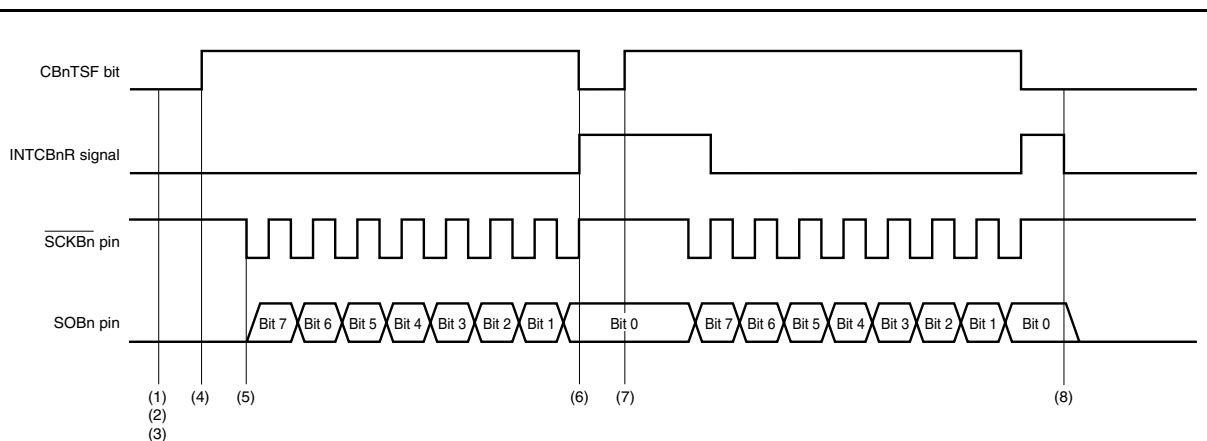 CBnTSF bit
INTCBnR signal
SCKBn pin
SOBn pin
Bit 7 Bit 6 Bit 5 Bit 4 Bit 3 Bit 2 Bit 1 Bit 0 Bit 7 Bit 6 Bit 5 Bit 4 Bit 3 Bit 2 Bit 1 Bit 0
(1) (4) (5) (6) (7) (8)
(2)
(3)